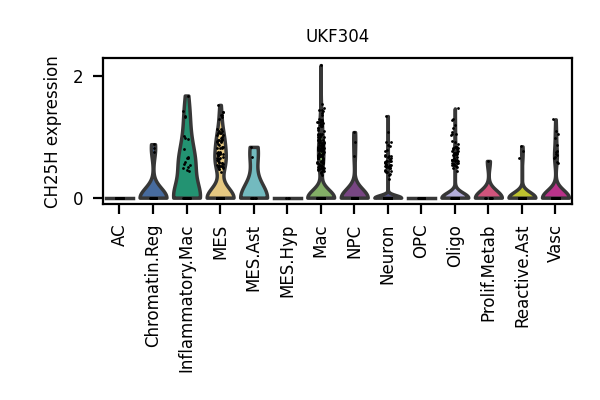 UKF304
CH25H expression
2
0
AC
Chromatin.Reg
Inflammatory.Mac
MES
MES.Ast
MES.Hyp
Mac
NPC
Neuron
OPC
Oligo
Prolif.Metab
Reactive.Ast
Vasc